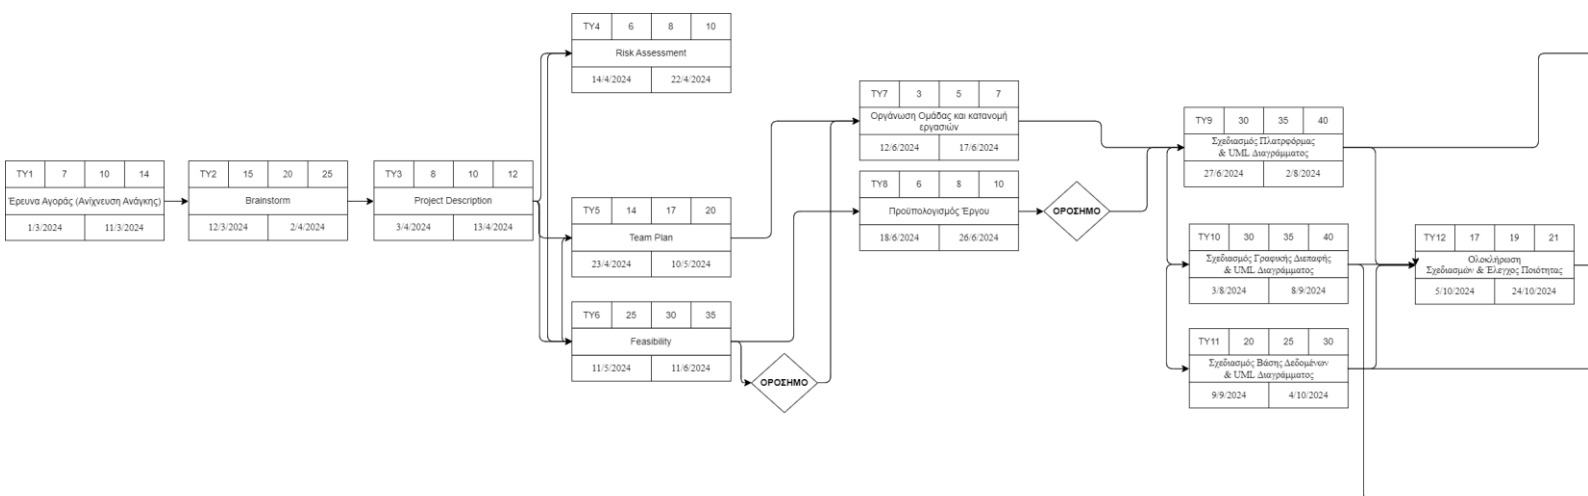 TY1 7 10 14
Έρευνα Αγοράς (Ανίχνευση Ανάγκης)
1/3/2024 11/3/2024
TY2 15 20 25
Brainstorm
12/3/2024 2/4/2024
TY3 8 10 12
Project Description
3/4/2024 13/4/2024
TY4 6 8 10
Risk Assessment
14/4/2024 22/4/2024
TY5 14 17 20
Team Plan
23/4/2024 10/5/2024
TY6 25 30 35
Feasibility
11/5/2024 11/6/2024
ΟΡΟΣΗΜΟ
TY7 3 5 7
Οργάνωση Ομάδας και κατανομή
εργασιών
12/6/2024 17/6/2024
TY8 6 8 10
Προϋπολογισμός Έργου
18/6/2024 26/6/2024
ΟΡΟΣΗΜΟ
TY9 30 35 40
Σχεδιασμός Πλατρφόρμας
& UML Διαγράμματος
27/6/2024 2/8/2024
TY10 30 35 40
Σχεδιασμός Γραφικής Διεπαφής
& UML Διαγράμματος
3/8/2024 8/9/2024
TY11 20 25 30
Σχεδιασμός Βάσης Δεδομένων
& UML Διαγράμματος
9/9/2024 4/10/2024
TY12 17 19 21
Ολοκλήρωση
Σχεδιασμών & Έλεγχος Ποιότητας
5/10/2024 24/10/2024